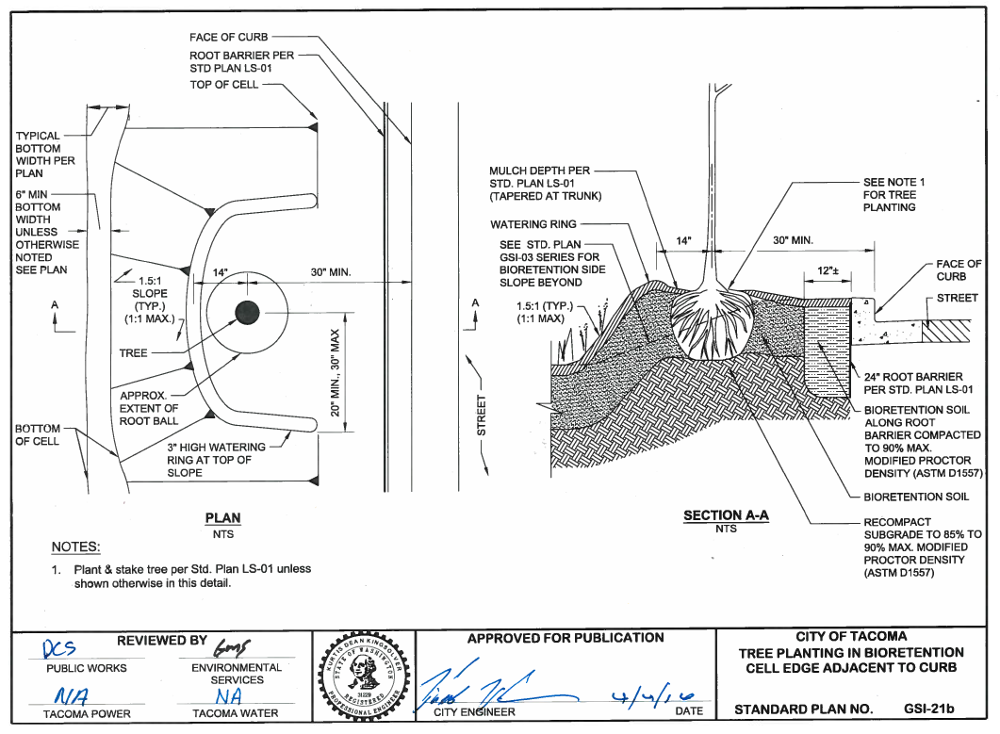 FACE OF CURB
ROOT BARRIER PER
STD PLAN LS-01
TOP OF CELL
TYPICAL
BOTTOM
WIDTH PER
PLAN
6" MIN
BOTTOM
WIDTH
UNLESS
OTHERWISE
NOTED
SEE PLAN
1.5:1
SLOPE
(TYP.)
(1:1 MAX.)
14"
30" MIN.
A
A
TREE
20" MIN., 30" MAX
APPROX.
EXTENT OF
ROOT BALL
BOTTOM
OF CELL
3" HIGH WATERING
RING AT TOP OF
SLOPE
STREET
PLAN
NTS
MULCH DEPTH PER
STD. PLAN LS-01
(TAPERED AT TRUNK)
WATERING RING
SEE STD. PLAN
GSI-03 SERIES FOR
BIORETENTION SIDE
SLOPE BEYOND
1.5:1 (TYP.)
(1:1 MAX)
14"
30" MIN.
12"±
SEE NOTE 1
FOR TREE
PLANTING
FACE OF
CURB
STREET
24" ROOT BARRIER
PER STD. PLAN LS-01
BIORETENTION SOIL
ALONG ROOT
BARRIER COMPACTED
TO 90% MAX.
MODIFIED PROCTOR
DENSITY (ASTM D1557)
BIORETENTION SOIL
RECOMPACT
SUBGRADE TO 85% TO
90% MAX. MODIFIED
PROCTOR DENSITY
(ASTM D1557)
SECTION A-A
NTS
NOTES:
1. Plant & stake tree per Std. Plan LS-01 unless
shown otherwise in this detail.
REVIEWED BY
DCS
PUBLIC WORKS
ENVIRONMENTAL
SERVICES
NA
TACOMA POWER
NA
TACOMA WATER
KURTIS DEAN KINGSOLVER
STATE OF WASHINGTON
REGISTERED
PROFESSIONAL ENGINEER
APPROVED FOR PUBLICATION
4/4/16
CITY ENGINEER DATE
CITY OF TACOMA
TREE PLANTING IN BIORETENTION
CELL EDGE ADJACENT TO CURB
STANDARD PLAN NO. GSI-21b